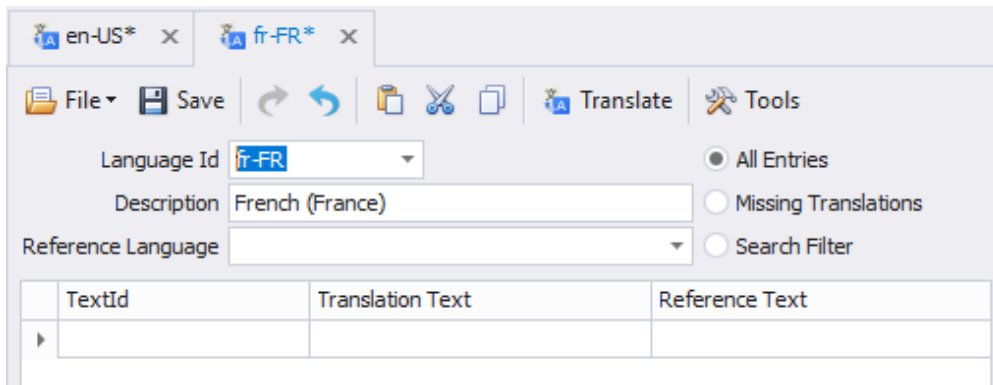 en-US* fr-FR*
File Save Translate Tools
Language Id fr-FR All Entries
Description French (France) Missing Translations
Reference Language Search Filter
TextId Translation Text Reference Text